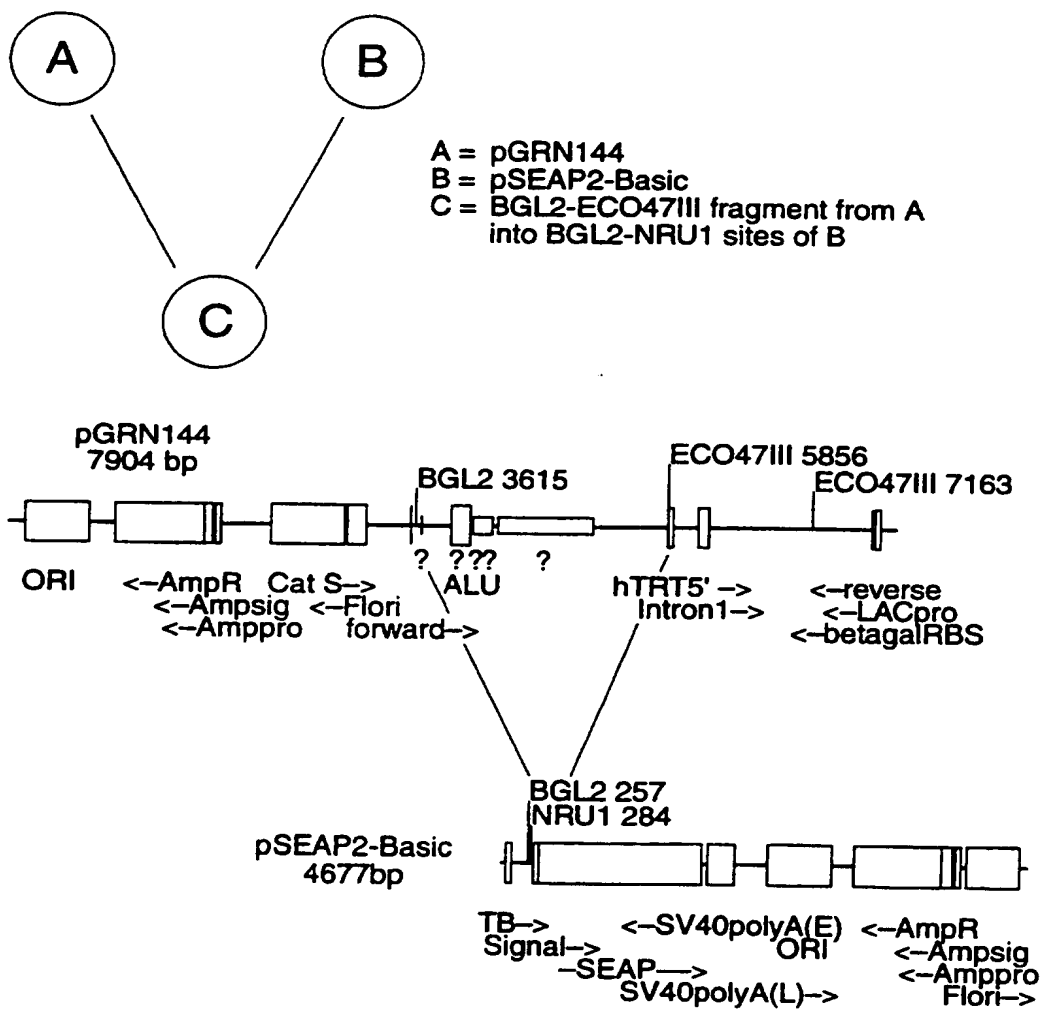 A
B
A = pGRN144
B = pSEAP2-Basic
C = BGL2-ECO47III fragment from A
into BGL2-NRU1 sites of B
C
pGRN144
7904 bp
ECO47III 5856
BGL2 3615
ECO47III 7163
? ? ?? ?
ORI <-AmpR Cat S-> ALU hTRT5' -> <-reverse
<-Ampsig <-Flori Intron1-> <-LACpro
<-Amppro forward-> <-betagalRBS
BGL2 257
NRU1 284
pSEAP2-Basic
4677bp
TB-> <-SV40polyA(E) <-AmpR
Signal-> ORI <-Ampsig
-SEAP-> <-Amppro
SV40polyA(L)-> Flori->